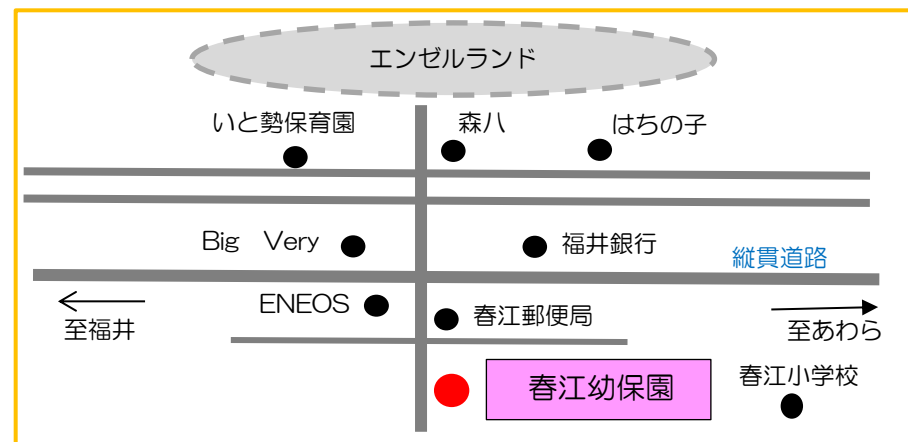 エンゼルランド
いと勢保育園
森八
はちの子
Big　Very
福井銀行
縦貫道路
ENEOS
春江郵便局
至福井
至あわら
春江幼保園
春江小学校